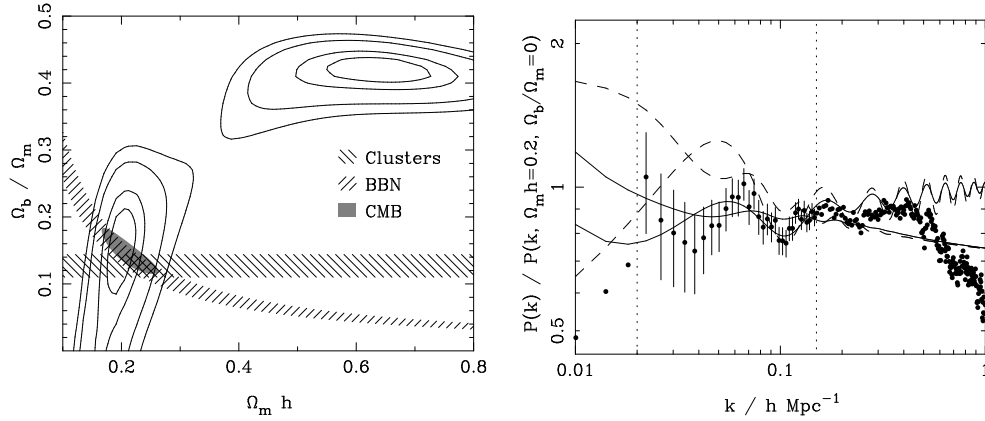 0.5
0.4
0.3
0.2
0.1
Ω_b / Ω_m
Clusters
BBN
CMB
0.2
0.4
0.6
0.8
Ω_m h
P(k) / P(k, Ω_m h=0.2, Ω_b/Ω_m=0)
2
1
0.5
0.01
0.1
1
k / h Mpc⁻¹